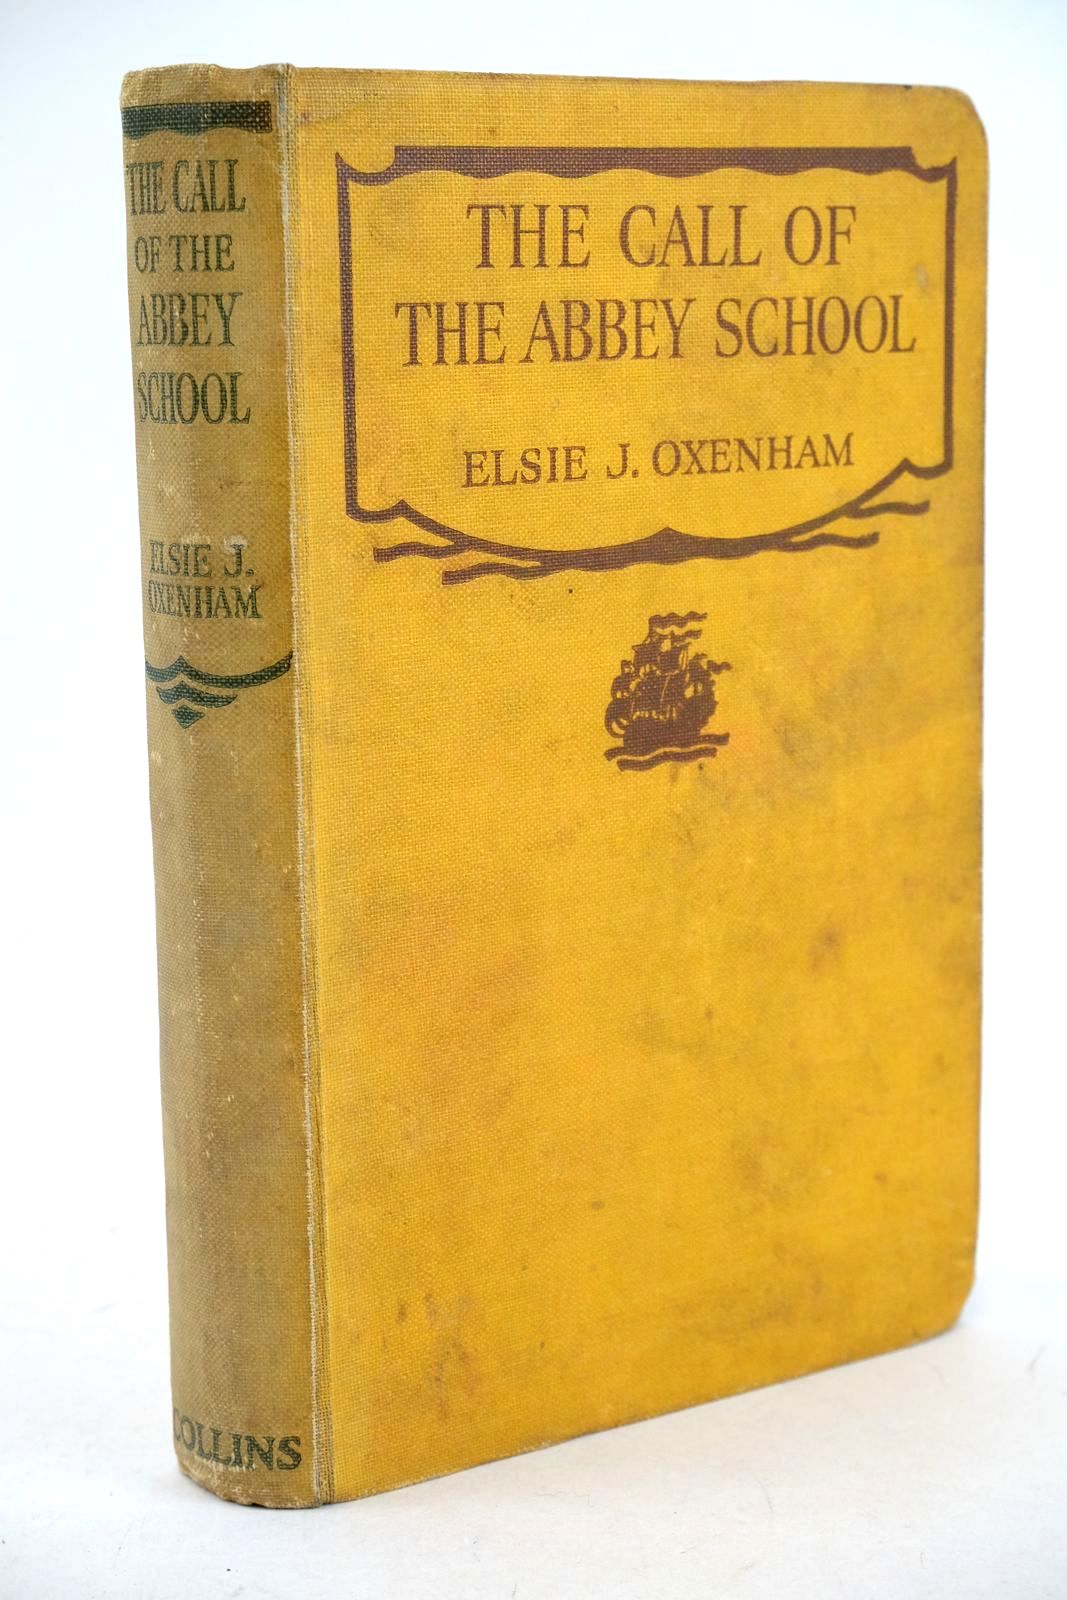 THE CALL
OF THE
ABBEY
SCHOOL
ELSIE J.
OXENHAM
COLLINS
THE CALL OF
THE ABBEY SCHOOL
ELSIE J. OXENHAM